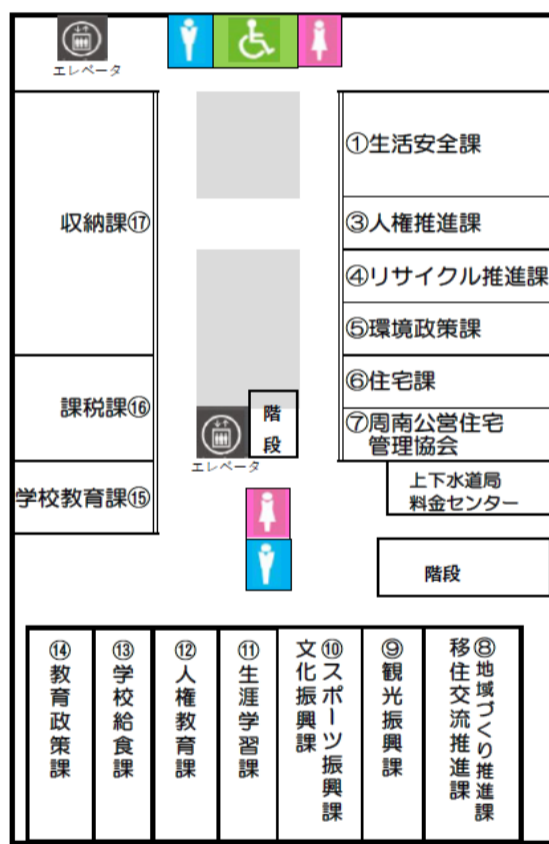 エレベータ
①生活安全課
収納課⑰
③人権推進課
④リサイクル推進課
⑤環境政策課
課税課⑯
⑥住宅課
階
段
⑦周南公営住宅
管理協会
エレベータ
学校教育課⑮
上下水道局
料金センター
階段
⑭教育政策課
⑬学校給食課
⑫人権教育課
⑪生涯学習課
⑩スポーツ振興課
文化振興課
⑨観光振興課
⑧地域づくり推進課
移住交流推進課